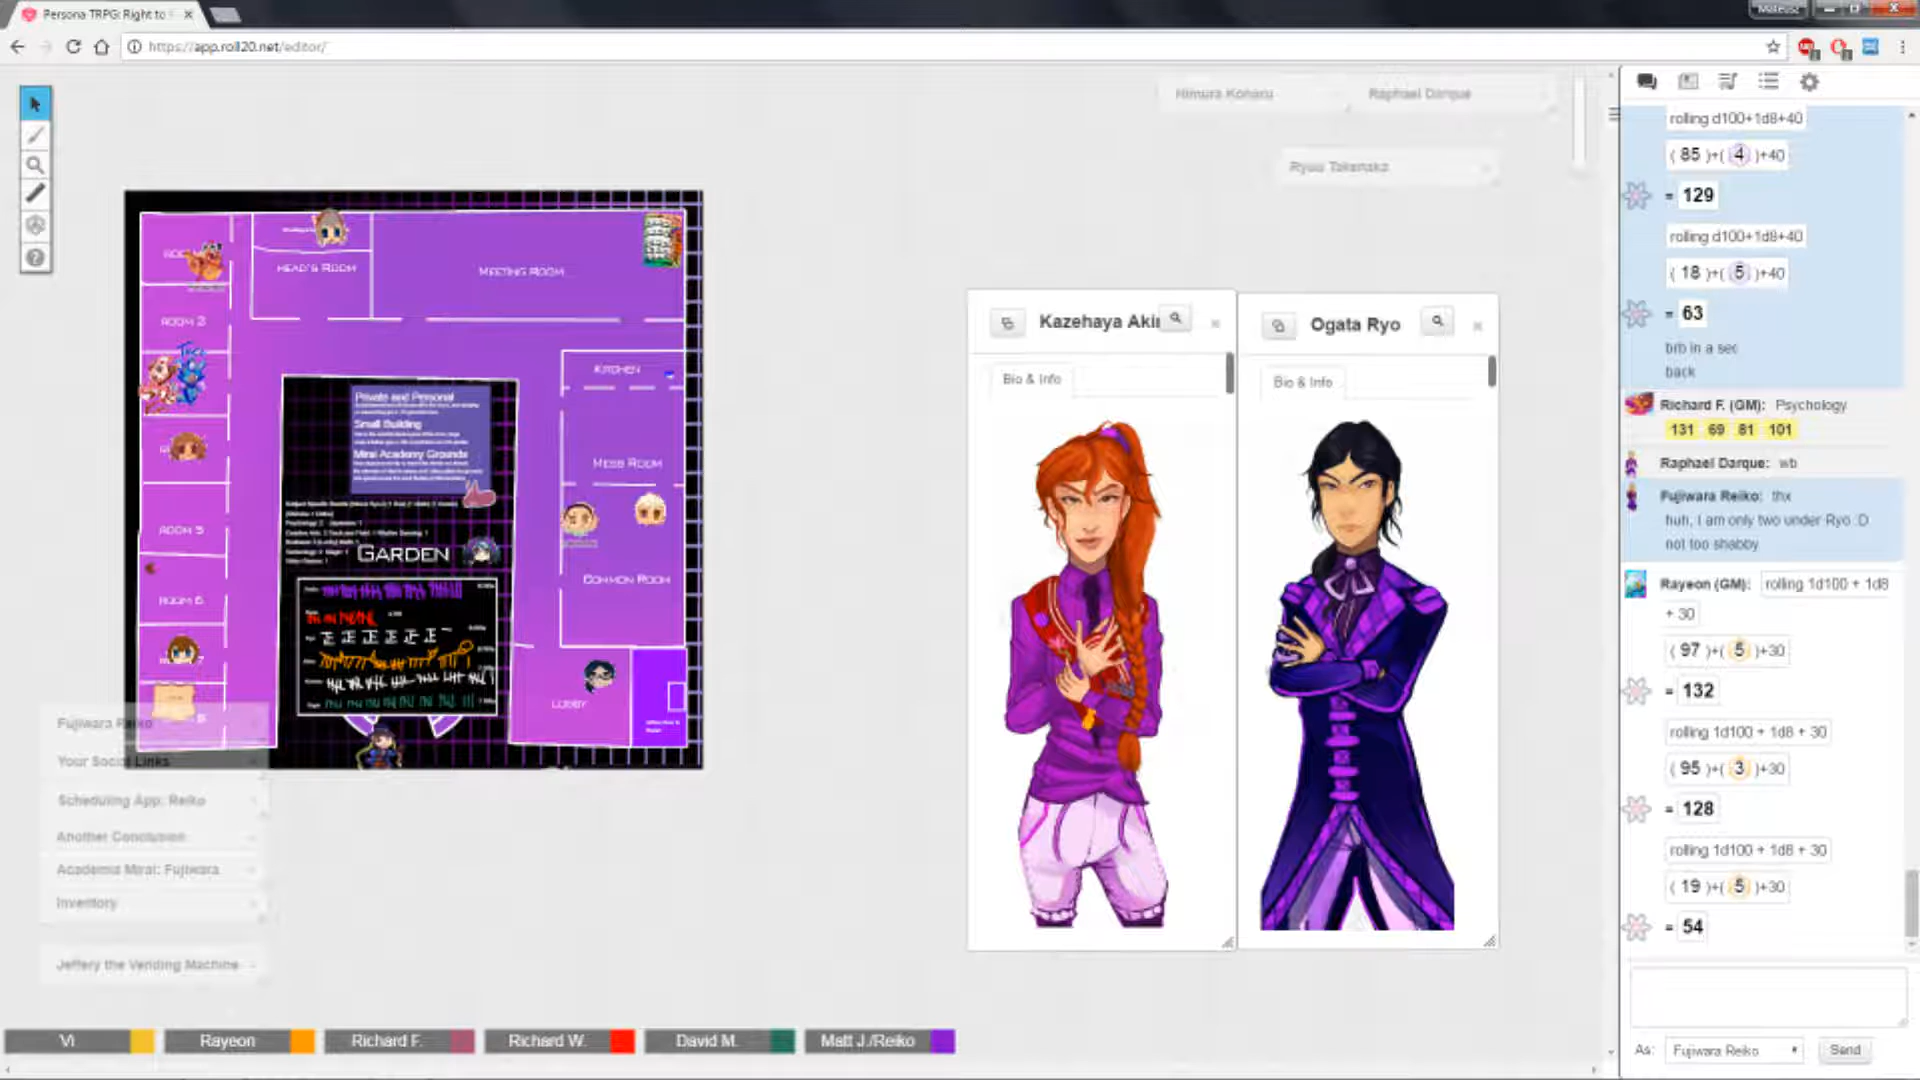 Persona TRPG: Right to
Mateusz
https://app.roll20.net/editor/
Himura Koharu
Raphael Darque
Ryuu Takenaka
HEAD'S ROOM
MEETING ROOM
ROOM 2
KITCHEN
Private and Personal
Small Building
Mirai Academy Grounds
MESS ROOM
ROOM 5
GARDEN
COMMON ROOM
ROOM 6
LOBBY
8
Fujiwara Reiko
Your Social Links
Scheduling App: Reiko
Another Conclusion
Academia Mirai: Fujiwara
Inventory
Jeffery the Vending Machine
Kazehaya Aki
Bio & Info
Ogata Ryo
Bio & Info
rolling d100+1d8+40
( 85 )+( 4 )+40
= 129
rolling d100+1d8+40
( 18 )+( 5 )+40
= 63
brb in a sec
back
Richard F. (GM): Psychology
131 69 81 101
Raphael Darque: wb
Fujiwara Reiko: thx
huh, I am only two under Ryo :D
not too shabby
Rayeon (GM): rolling 1d100 + 1d8
+ 30
( 97 )+( 5 )+30
= 132
rolling 1d100 + 1d8 + 30
( 95 )+( 3 )+30
= 128
rolling 1d100 + 1d8 + 30
( 19 )+( 5 )+30
= 54
As: Fujiwara Reiko
Send
Vi
Rayeon
Richard F.
Richard W.
David M.
Matt J./Reiko